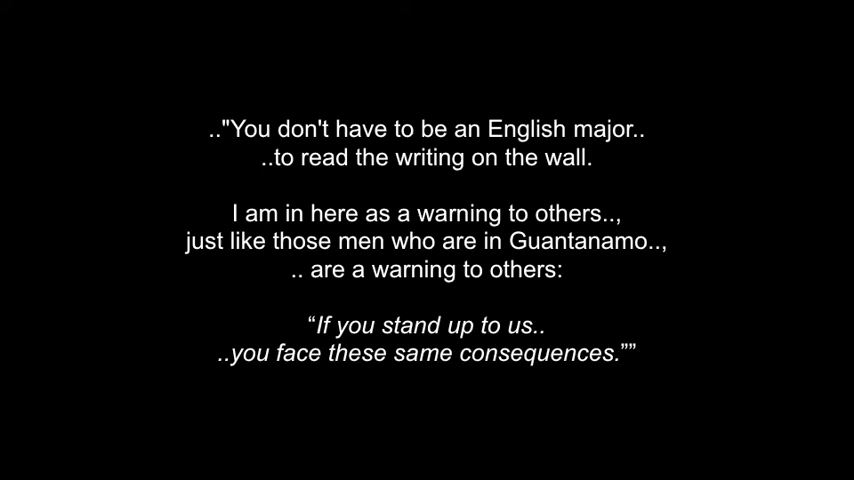 .."You don't have to be an English major..
..to read the writing on the wall.
I am in here as a warning to others..,
just like those men who are in Guantanamo..,
.. are a warning to others:
“If you stand up to us..
..you face these same consequences.””